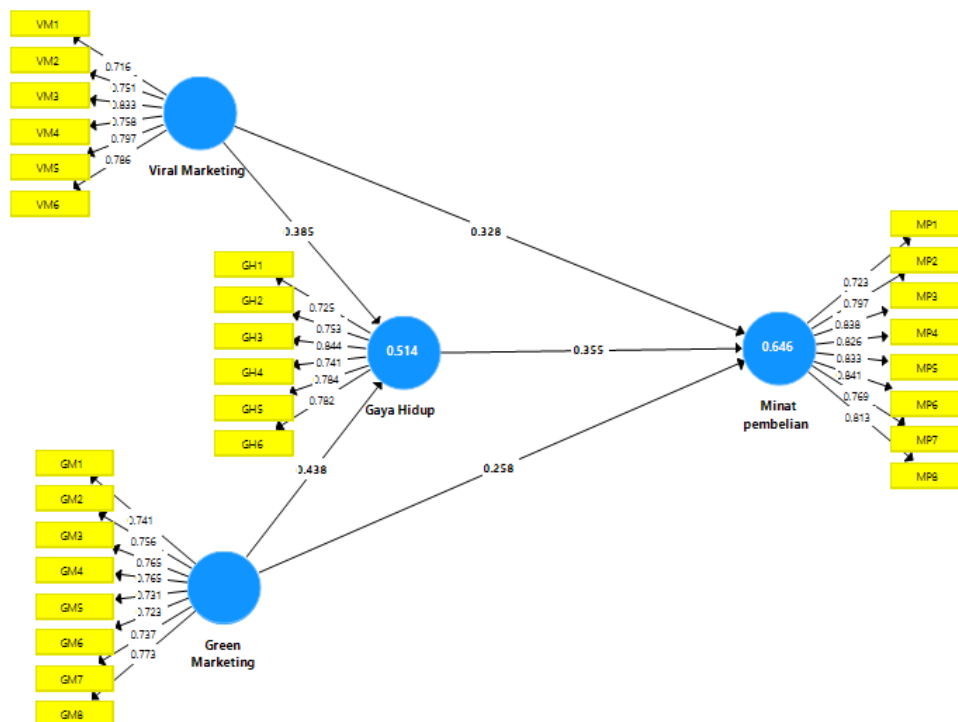 VM1
VM2
VM3
VM4
VM5
VM6
0.716
0.751
0.833
0.758
0.797
0.786
Viral Marketing
0.385
0.328
GH1
GH2
GH3
GH4
GH5
GH6
0.725
0.753
0.844
0.741
0.784
0.782
0.514
Gaya Hidup
0.355
0.438
0.258
MP1
MP2
MP3
MP4
MP5
MP6
MP7
MP8
0.723
0.797
0.838
0.826
0.833
0.841
0.769
0.813
0.646
Minat
pembelian
GM1
GM2
GM3
GM4
GM5
GM6
GM7
GM8
0.741
0.756
0.765
0.765
0.731
0.723
0.737
0.773
Green
Marketing